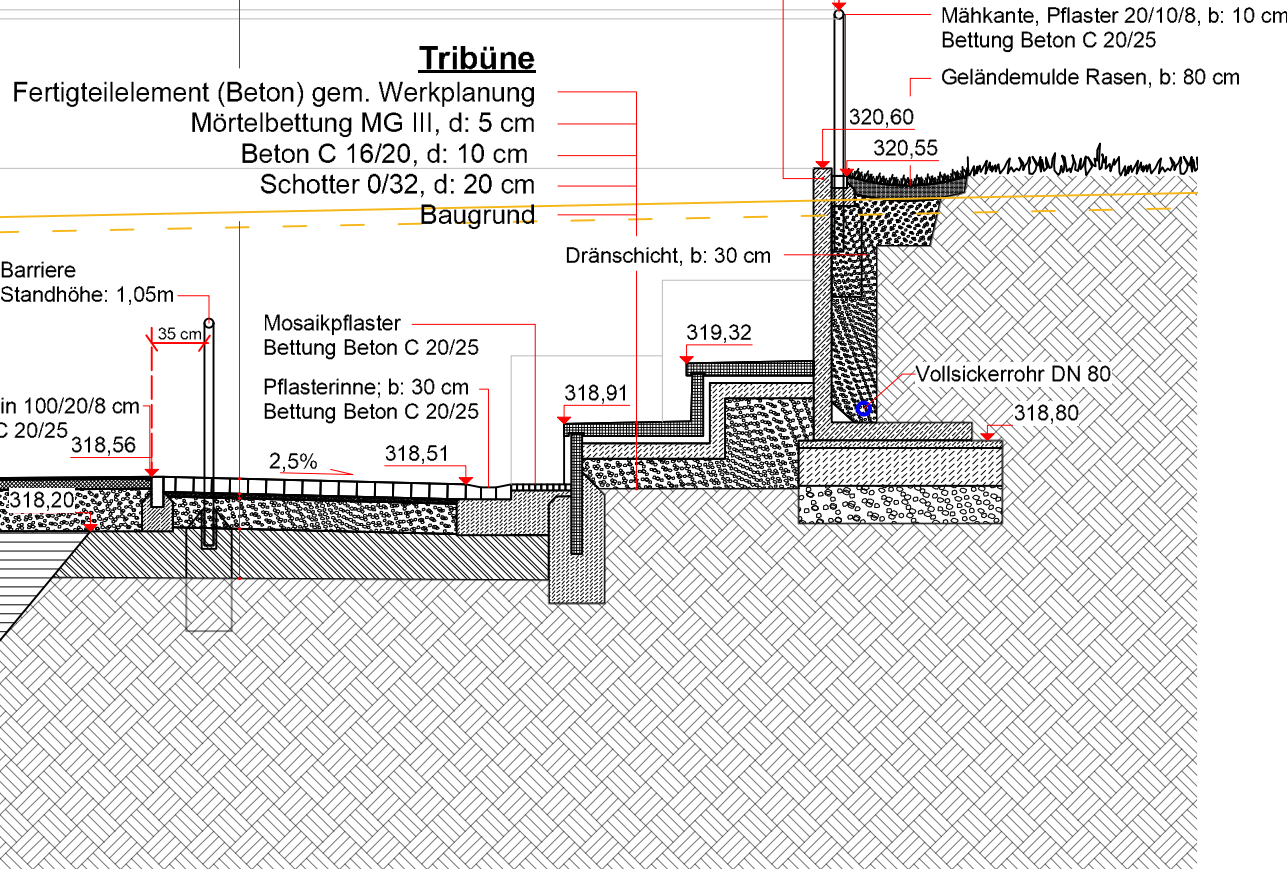 Mähkante, Pflaster 20/10/8, b: 10 cm
Bettung Beton C 20/25
Geländemulde Rasen, b: 80 cm
Tribüne
Fertigteilelement (Beton) gem. Werkplanung
Mörtelbettung MG III, d: 5 cm
Beton C 16/20, d: 10 cm
Schotter 0/32, d: 20 cm
Baugrund
320,60
320,55
Dränschicht, b: 30 cm
Barriere
Standhöhe: 1,05m
35 cm
Mosaikpflaster
Bettung Beton C 20/25
319,32
Pflasterinne; b: 30 cm
Bettung Beton C 20/25
318,91
Vollsickerrohr DN 80
318,80
in 100/20/8 cm
C 20/25
318,56
2,5%
318,51
318,20